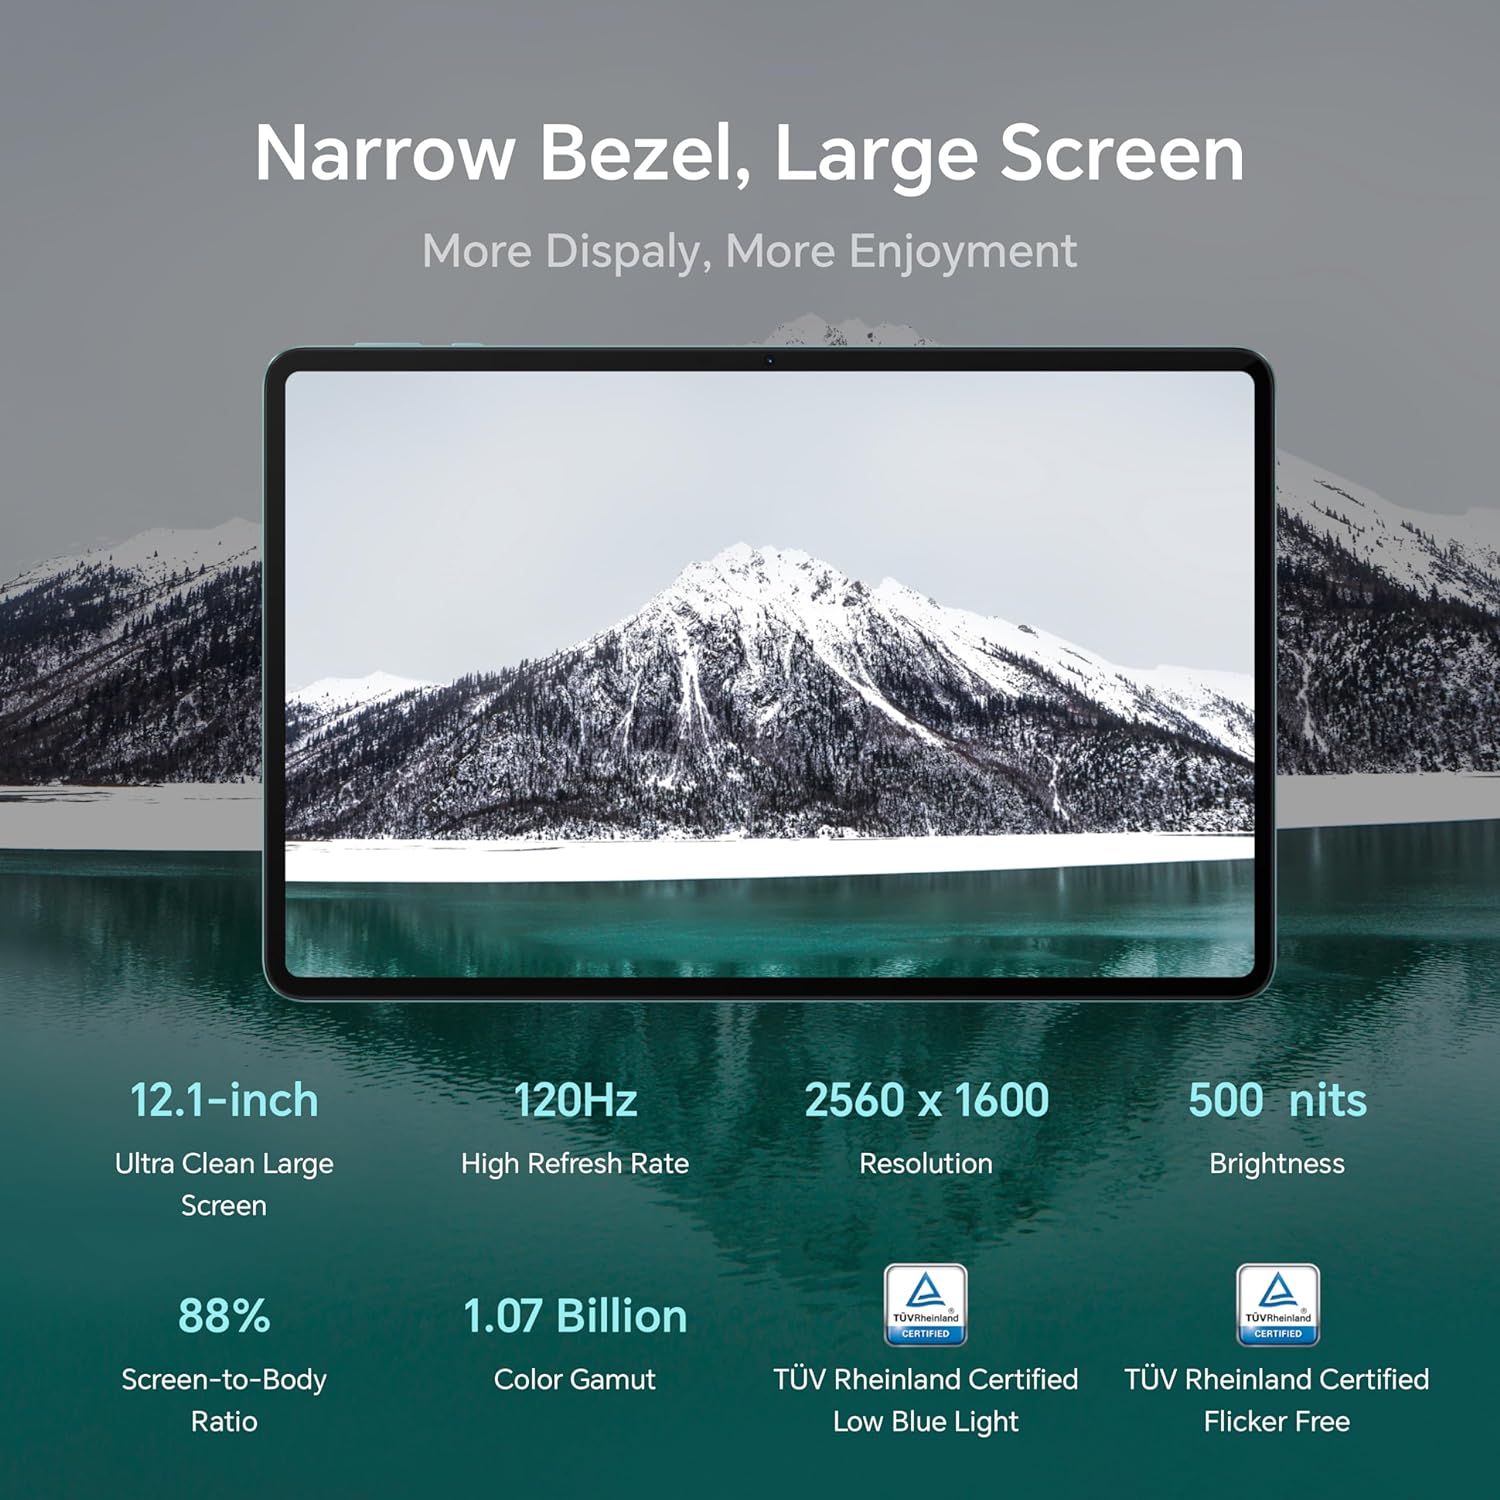 Narrow Bezel, Large Screen
More Dispaly, More Enjoyment
12.1-inch
Ultra Clean Large
Screen
120Hz
High Refresh Rate
2560 x 1600
Resolution
500 nits
Brightness
88%
Screen-to-Body
Ratio
1.07 Billion
Color Gamut
TÜVRheinland®
CERTIFIED
TÜV Rheinland Certified
Low Blue Light
TÜVRheinland®
CERTIFIED
TÜV Rheinland Certified
Flicker Free